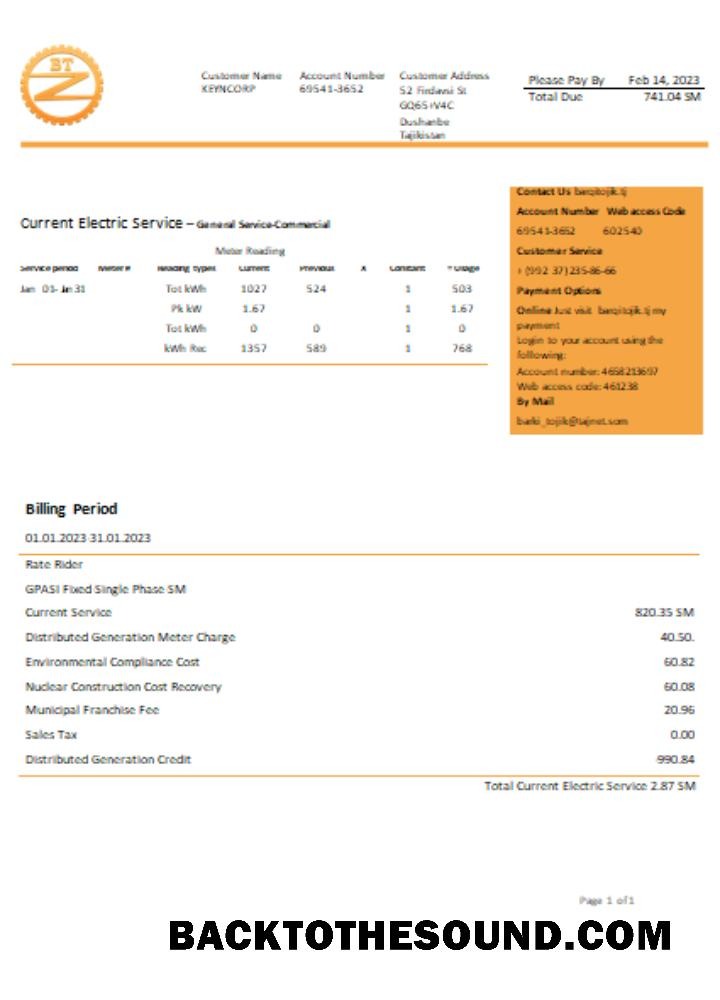 BT
Customer Name Account Number Customer Address
KEYNCORP 69541-3652 52 Firdavsi St
GQ65+V4C
Dushanbe
Tajikistan
Please Pay By Feb 14, 2023
Total Due 741.04 SM
Current Electric Service – General Service-Commercial
Meter Reading
Service period Meter # Reading types Current Previous X Constant = Usage
Jan 01- Jn 31 Tot kWh 1027 524 1 503
Pk kW 1.67 1 1.67
Tot kWh 0 0 1 0
kWh Rec 1357 589 1 768
Contact Us barqitojik.tj
Account Number Web access Code
69541-3652 602540
Customer Service
+ (992 37) 235-86-66
Payment Options
Online Just visit barqitojik.tj my
payment
Login to your account using the
following:
Account number: 4658213697
Web access code: 461238
By Mail
barki_tojik@tajnet.som
Billing Period
01.01.2023-31.01.2023
Rate Rider
GPASI Fixed Single Phase SM
Current Service 820.35 SM
Distributed Generation Meter Charge 40.50.
Environmental Compliance Cost 60.82
Nuclear Construction Cost Recovery 60.08
Municipal Franchise Fee 20.96
Sales Tax 0.00
Distributed Generation Credit -990.84
Total Current Electric Service 2.87 SM
Page 1 of 1
BACKTOTHESOUND.COM